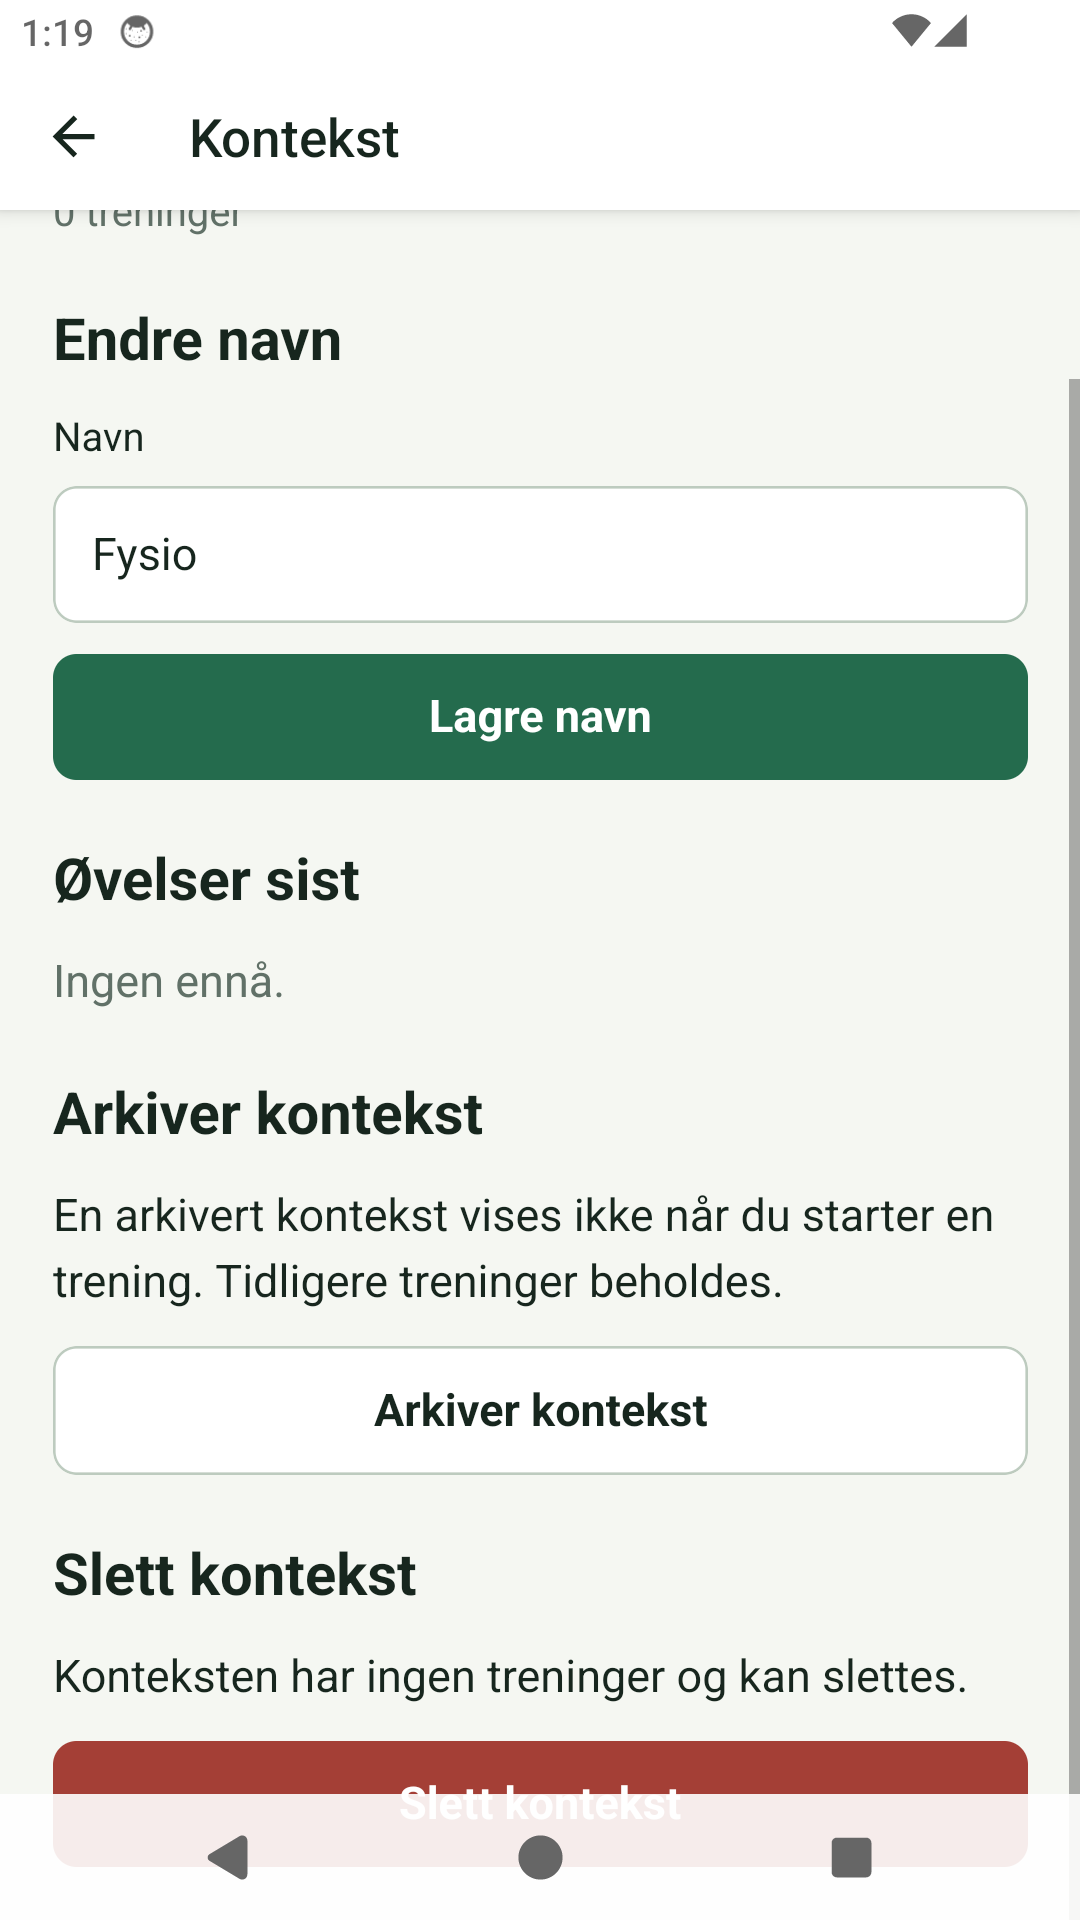 1:19
Kontekst
0 treninger
Endre navn
Navn
Fysio
Lagre navn
Øvelser sist
Ingen ennå.
Arkiver kontekst
En arkivert kontekst vises ikke når du starter en
trening. Tidligere treninger beholdes.
Arkiver kontekst
Slett kontekst
Konteksten har ingen treninger og kan slettes.
Slett kontekst